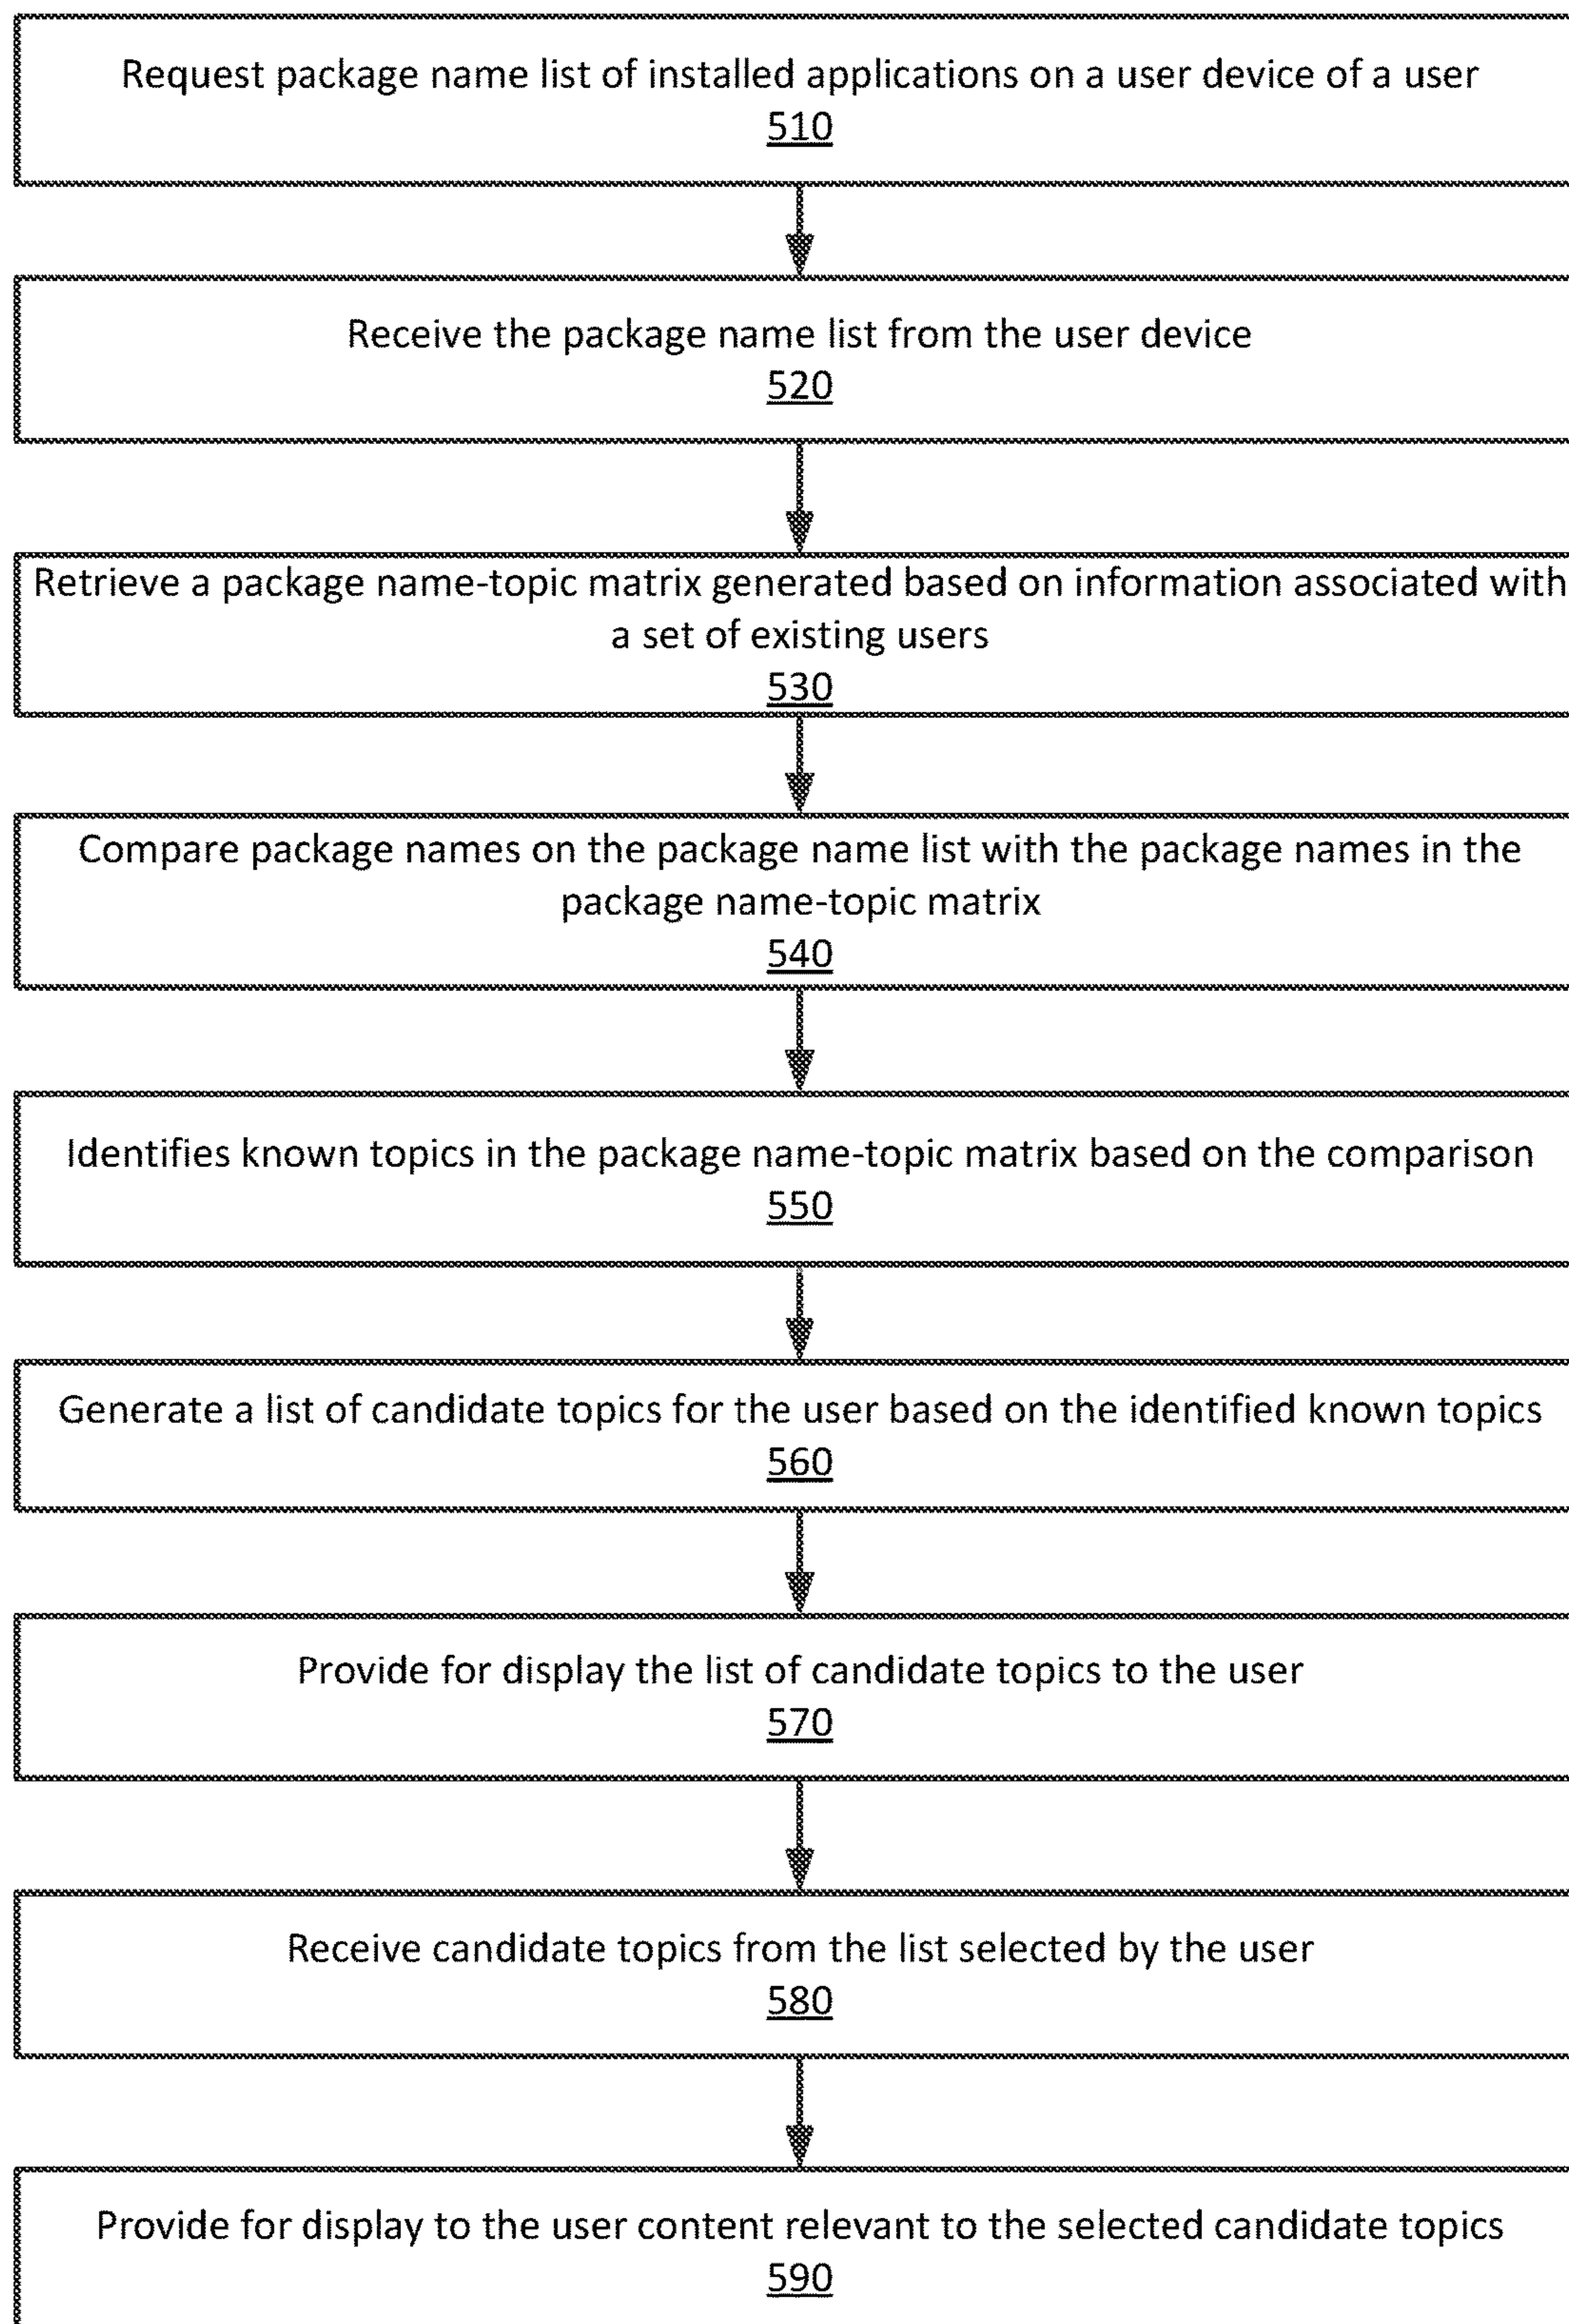 Request package name list of installed applications on a user device of a user
510
Receive the package name list from the user device
520
Retrieve a package name-topic matrix generated based on information associated with
a set of existing users
530
Compare package names on the package name list with the package names in the
package name-topic matrix
540
Identifies known topics in the package name-topic matrix based on the comparison
550
Generate a list of candidate topics for the user based on the identified known topics
560
Provide for display the list of candidate topics to the user
570
Receive candidate topics from the list selected by the user
580
Provide for display to the user content relevant to the selected candidate topics
590